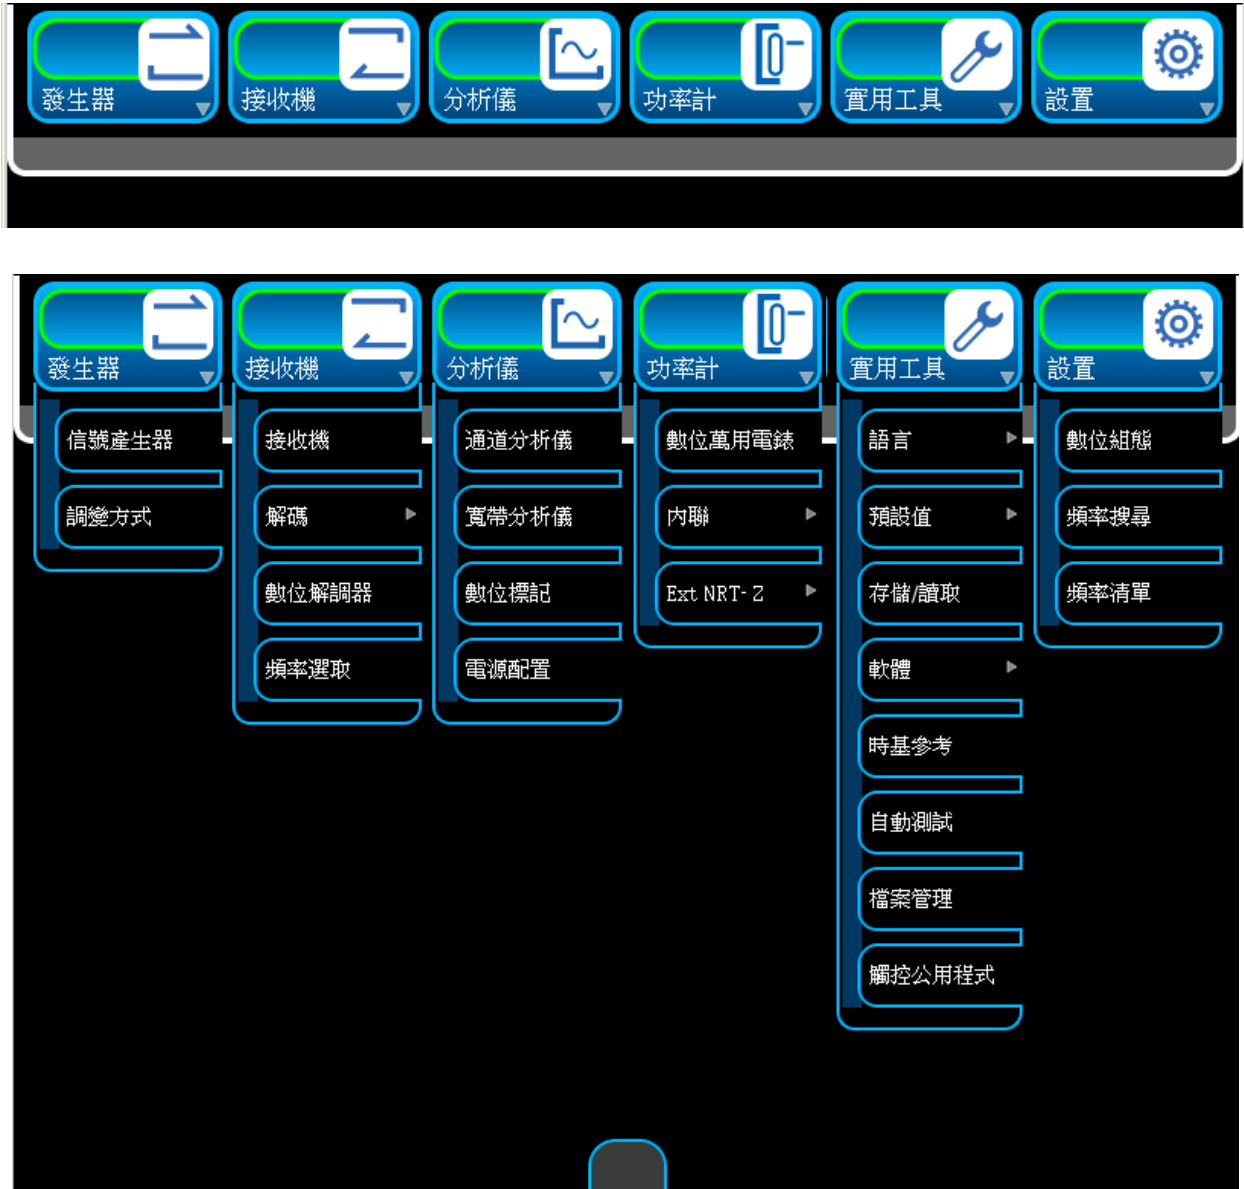 發生器 接收機 分析儀 功率計 實用工具 設置
發生器 接收機 分析儀 功率計 實用工具 設置
信號產生器 接收機 通道分析儀 數位萬用電錶 語言 數位組態
調變方式 解碼 寬帶分析儀 內聯 預設值 頻率搜尋
數位解調器 數位標記 Ext NRT-Z 存儲/讀取 頻率清單
頻率選取 電源配置 軟體
時基參考
自動測試
檔案管理
觸控公用程式